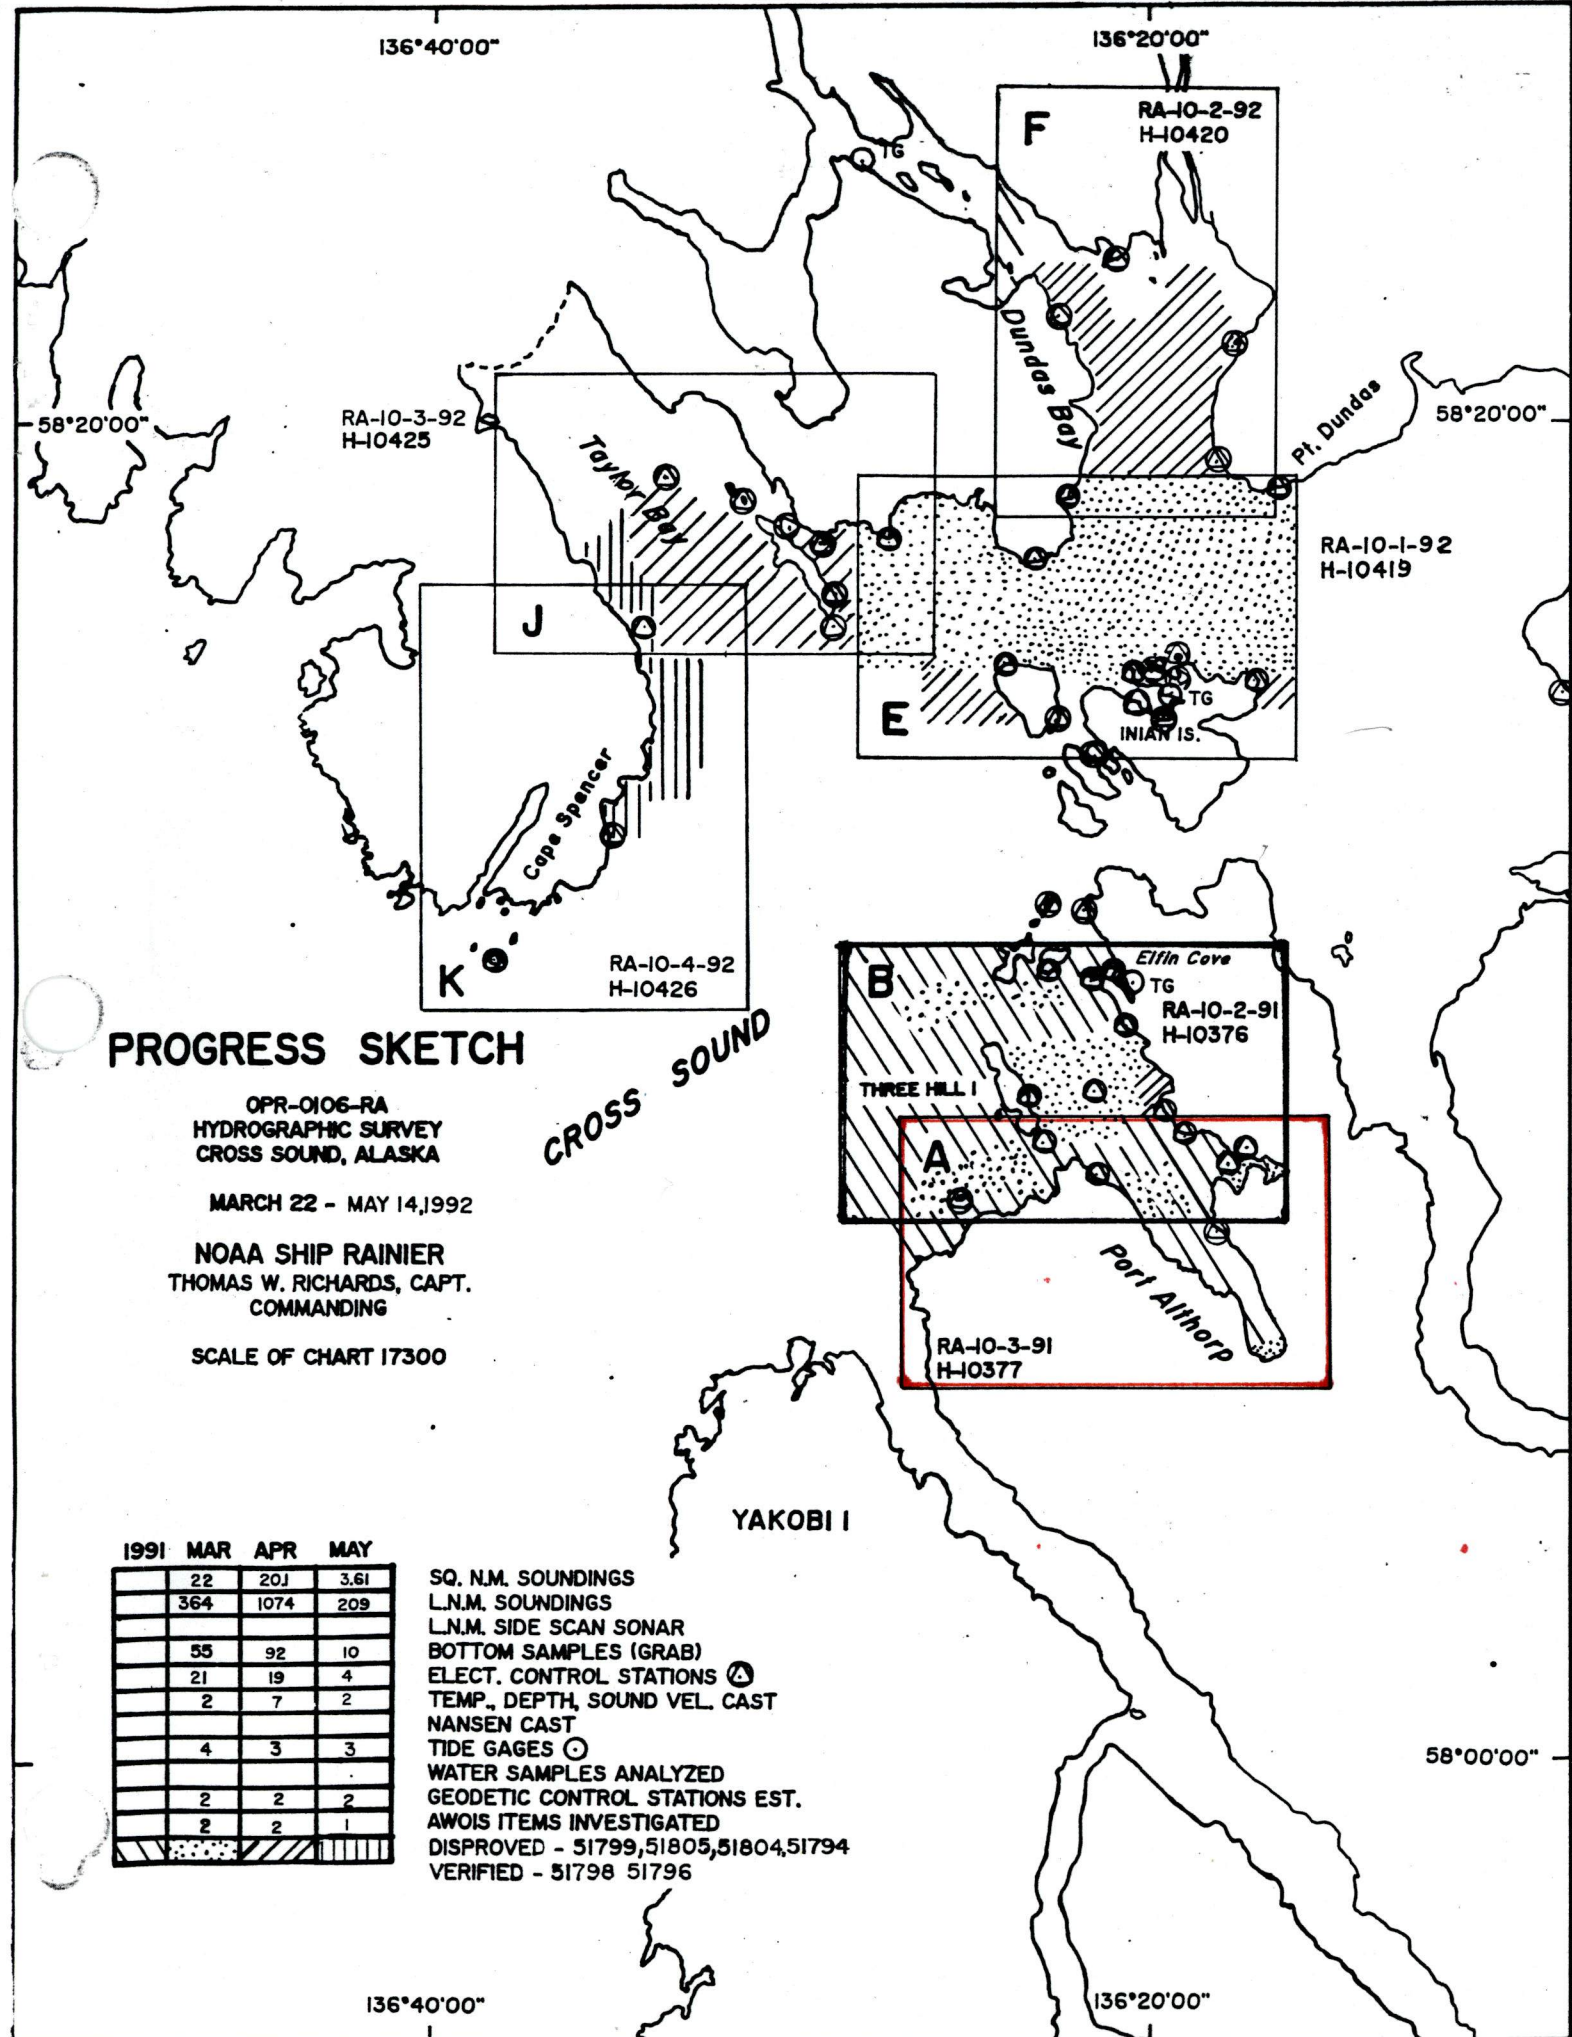 136°40'00"
136°20'00"
F
RA-10-2-92
H-10420
TG
58°20'00"
RA-10-3-92
H-10425
Taylor Bay
Dundas Bay
Pt. Dundas
58°20'00"
RA-10-1-92
H-10419
J
E
TG
INIAN IS.
Cape Spencer
K
RA-10-4-92
H-10426
B
Elfin Cove
TG
RA-10-2-91
H-10376
THREE HILL I
A
Port Althorp
RA-10-3-91
H-10377
CROSS SOUND
PROGRESS SKETCH
OPR-O106-RA
HYDROGRAPHIC SURVEY
CROSS SOUND, ALASKA
MARCH 22 - MAY 14,1992
NOAA SHIP RAINIER
THOMAS W. RICHARDS, CAPT.
COMMANDING
SCALE OF CHART 17300
YAKOBI I
1991 MAR APR MAY
22 20.1 3.61 SQ. N.M. SOUNDINGS
364 1074 209 L.N.M. SOUNDINGS
L.N.M. SIDE SCAN SONAR
55 92 10 BOTTOM SAMPLES (GRAB)
21 19 4 ELECT. CONTROL STATIONS
2 7 2 TEMP., DEPTH, SOUND VEL. CAST
NANSEN CAST
4 3 3 TIDE GAGES
WATER SAMPLES ANALYZED
2 2 2 GEODETIC CONTROL STATIONS EST.
2 2 1 AWOIS ITEMS INVESTIGATED
DISPROVED - 51799,51805,51804,51794
VERIFIED - 51798 51796
58°00'00"
136°40'00"
136°20'00"